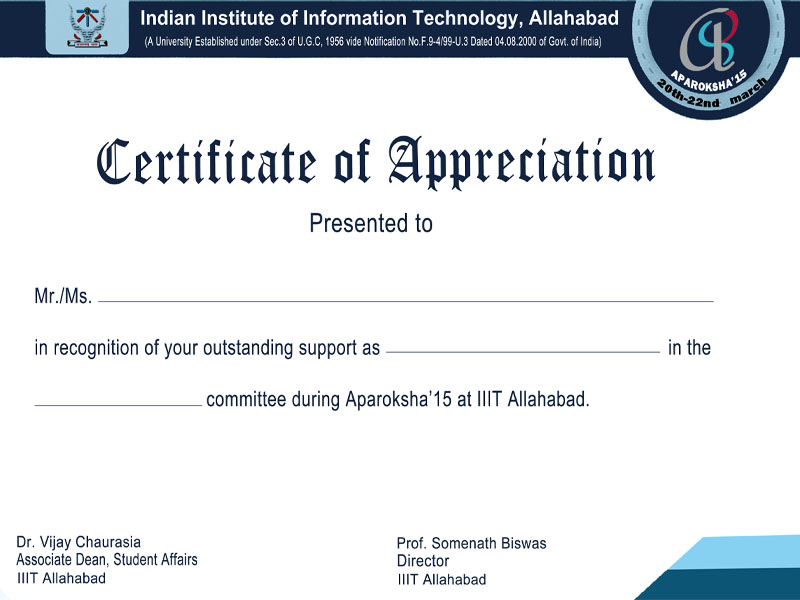 Indian Institute of Information Technology, Allahabad
(A University Established under Sec.3 of U.G.C, 1956 vide Notification No.F.9-4/99-U.3 Dated 04.08.2000 of Govt. of India)
APAROKSHA'15
20th-22nd march
Certificate of Appreciation
Presented to
Mr./Ms.
in recognition of your outstanding support as in the
committee during Aparoksha'15 at IIIT Allahabad.
Dr. Vijay Chaurasia
Associate Dean, Student Affairs
IIIT Allahabad
Prof. Somenath Biswas
Director
IIIT Allahabad